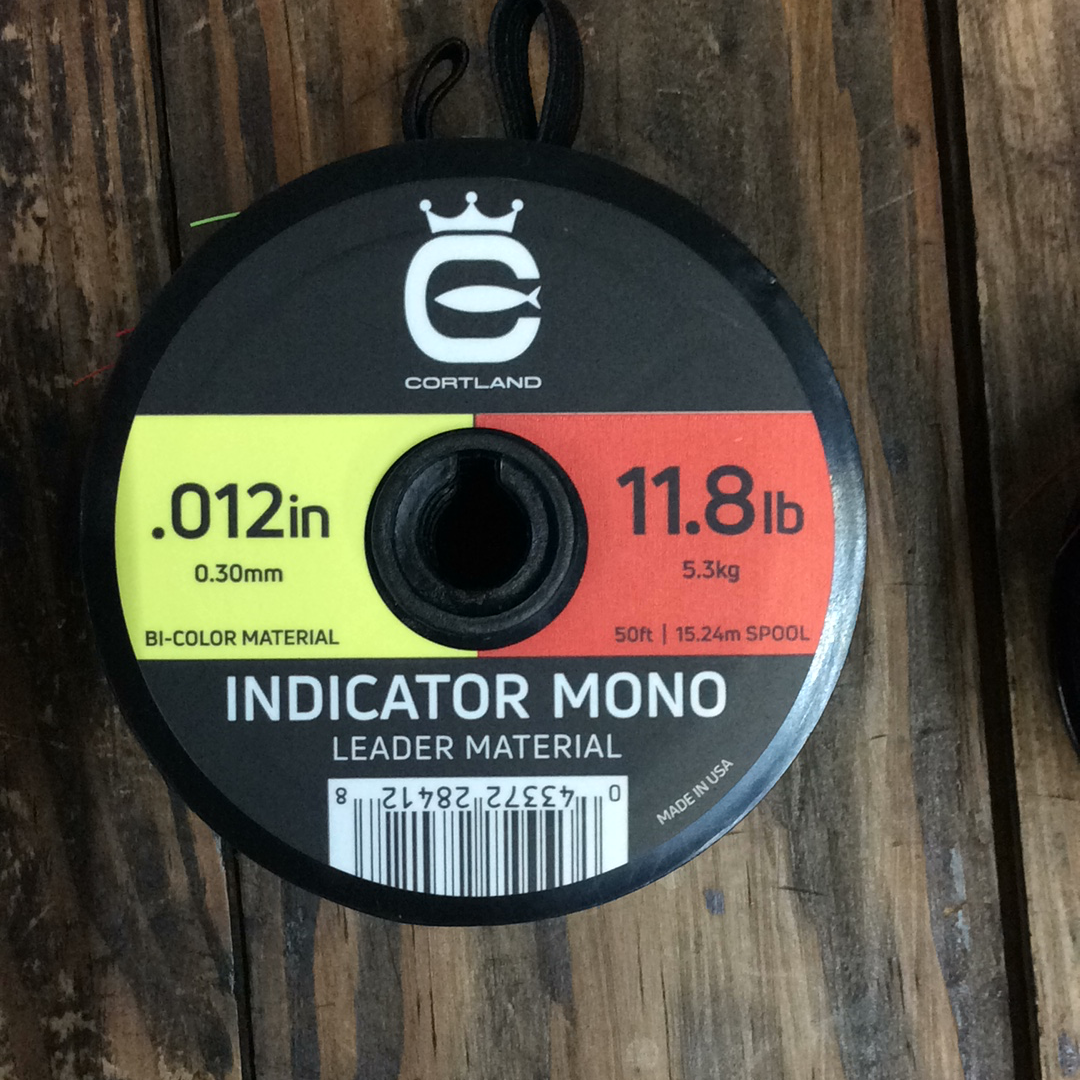 CORTLAND
.012in
0.30mm
BI-COLOR MATERIAL
11.8lb
5.3kg
50ft | 15.24m SPOOL
INDICATOR MONO
LEADER MATERIAL
MADE IN USA
0 43372 28412 8